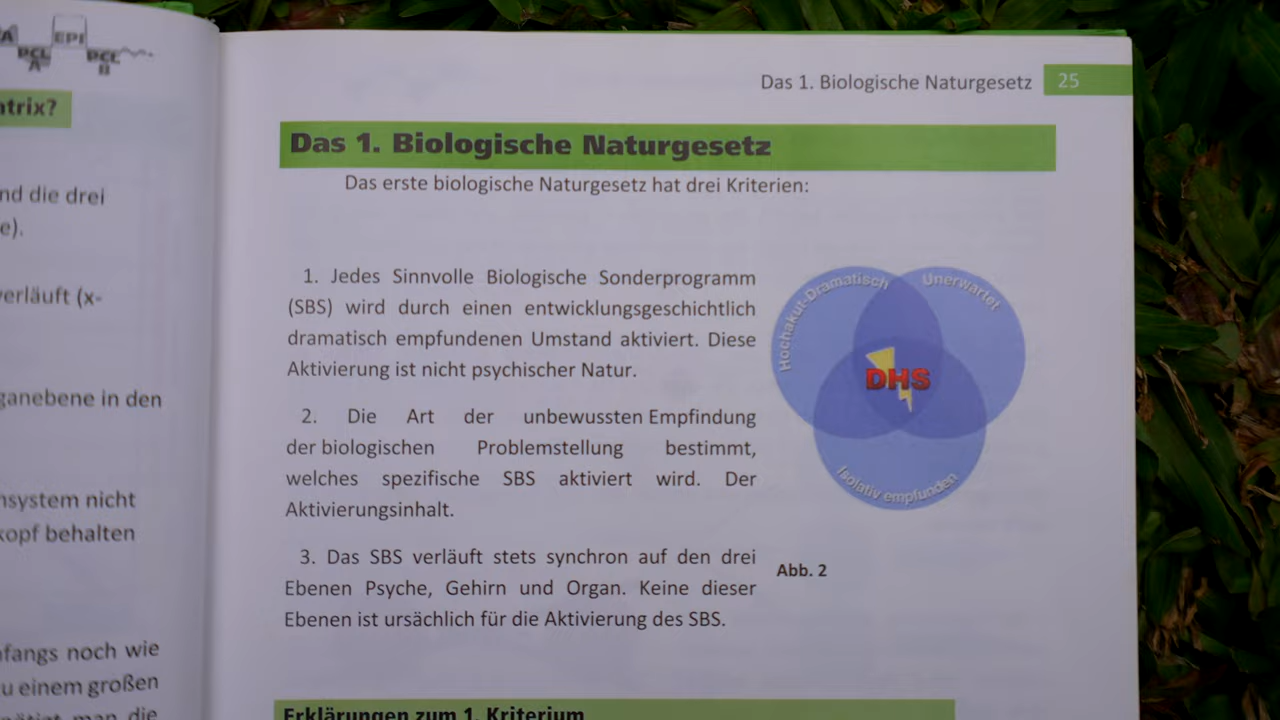 EPI
PCL
A
PCL
B
atrix?
nd die drei
e).
verläuft (x-
ganebene in den
nsystem nicht
kopf behalten
nfangs noch wie
zu einem großen
man die
Das 1. Biologische Naturgesetz 25
Das 1. Biologische Naturgesetz
Das erste biologische Naturgesetz hat drei Kriterien:
1. Jedes Sinnvolle Biologische Sonderprogramm
(SBS) wird durch einen entwicklungsgeschichtlich
dramatisch empfundenen Umstand aktiviert. Diese
Aktivierung ist nicht psychischer Natur.
2. Die Art der unbewussten Empfindung
der biologischen Problemstellung bestimmt,
welches spezifische SBS aktiviert wird. Der
Aktivierungsinhalt.
3. Das SBS verläuft stets synchron auf den drei
Ebenen Psyche, Gehirn und Organ. Keine dieser
Ebenen ist ursächlich für die Aktivierung des SBS.
Hochakut-Dramatisch
Unerwartet
DHS
Isolativ empfunden
Abb. 2
Erklärungen zum 1. Kriterium